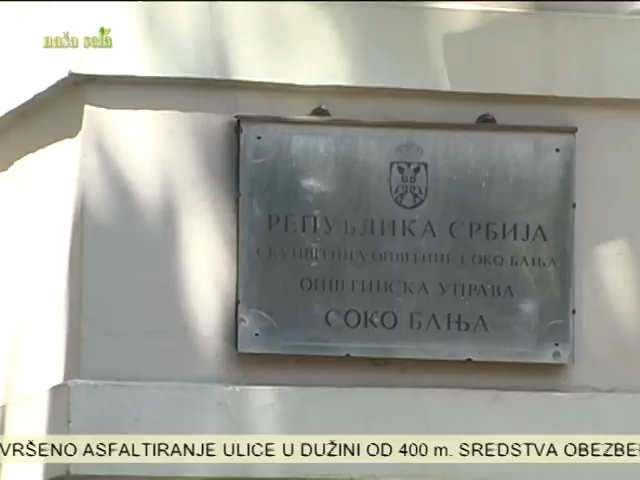 naša sela
РЕПУБЛИКА СРБИЈА
СКУПШТИНА ОПШТИНЕ СОКО БАЊА
ОПШТИНСКА УПРАВА
СОКО БАЊА
VRŠENO ASFALTIRANJE ULICE U DUŽINI OD 400 m. SREDSTVA OBEZBE